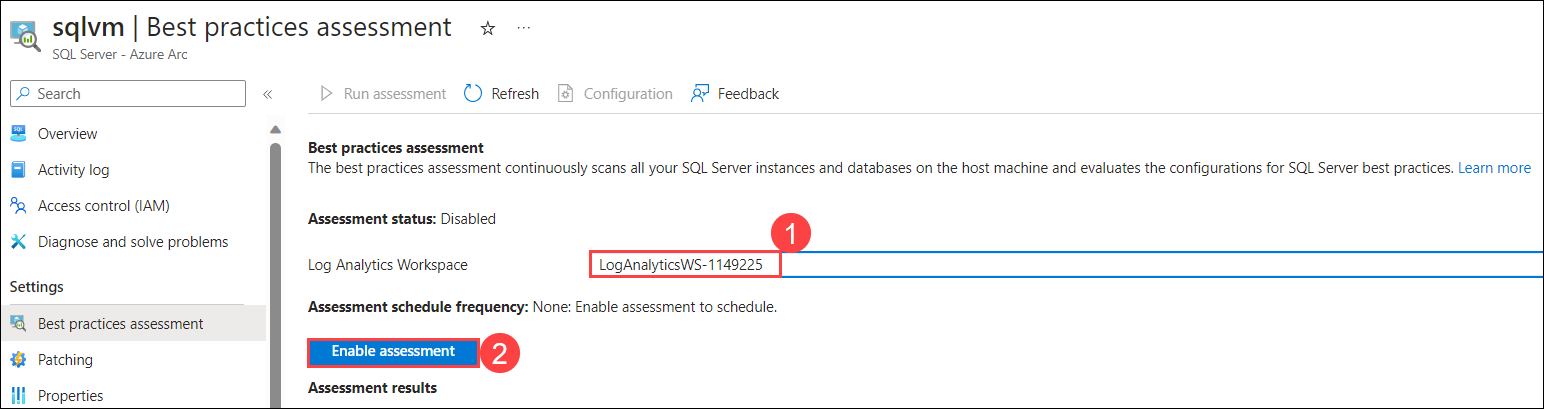 sqlvm | Best practices assessment
SQL Server - Azure Arc
Search
Run assessment Refresh Configuration Feedback
Overview
Activity log
Access control (IAM)
Diagnose and solve problems
Settings
Best practices assessment
Patching
Properties
Best practices assessment
The best practices assessment continuously scans all your SQL Server instances and databases on the host machine and evaluates the configurations for SQL Server best practices. Learn more
Assessment status: Disabled
1
Log Analytics Workspace LogAnalyticsWS-1149225
Assessment schedule frequency: None: Enable assessment to schedule.
Enable assessment 2
Assessment results